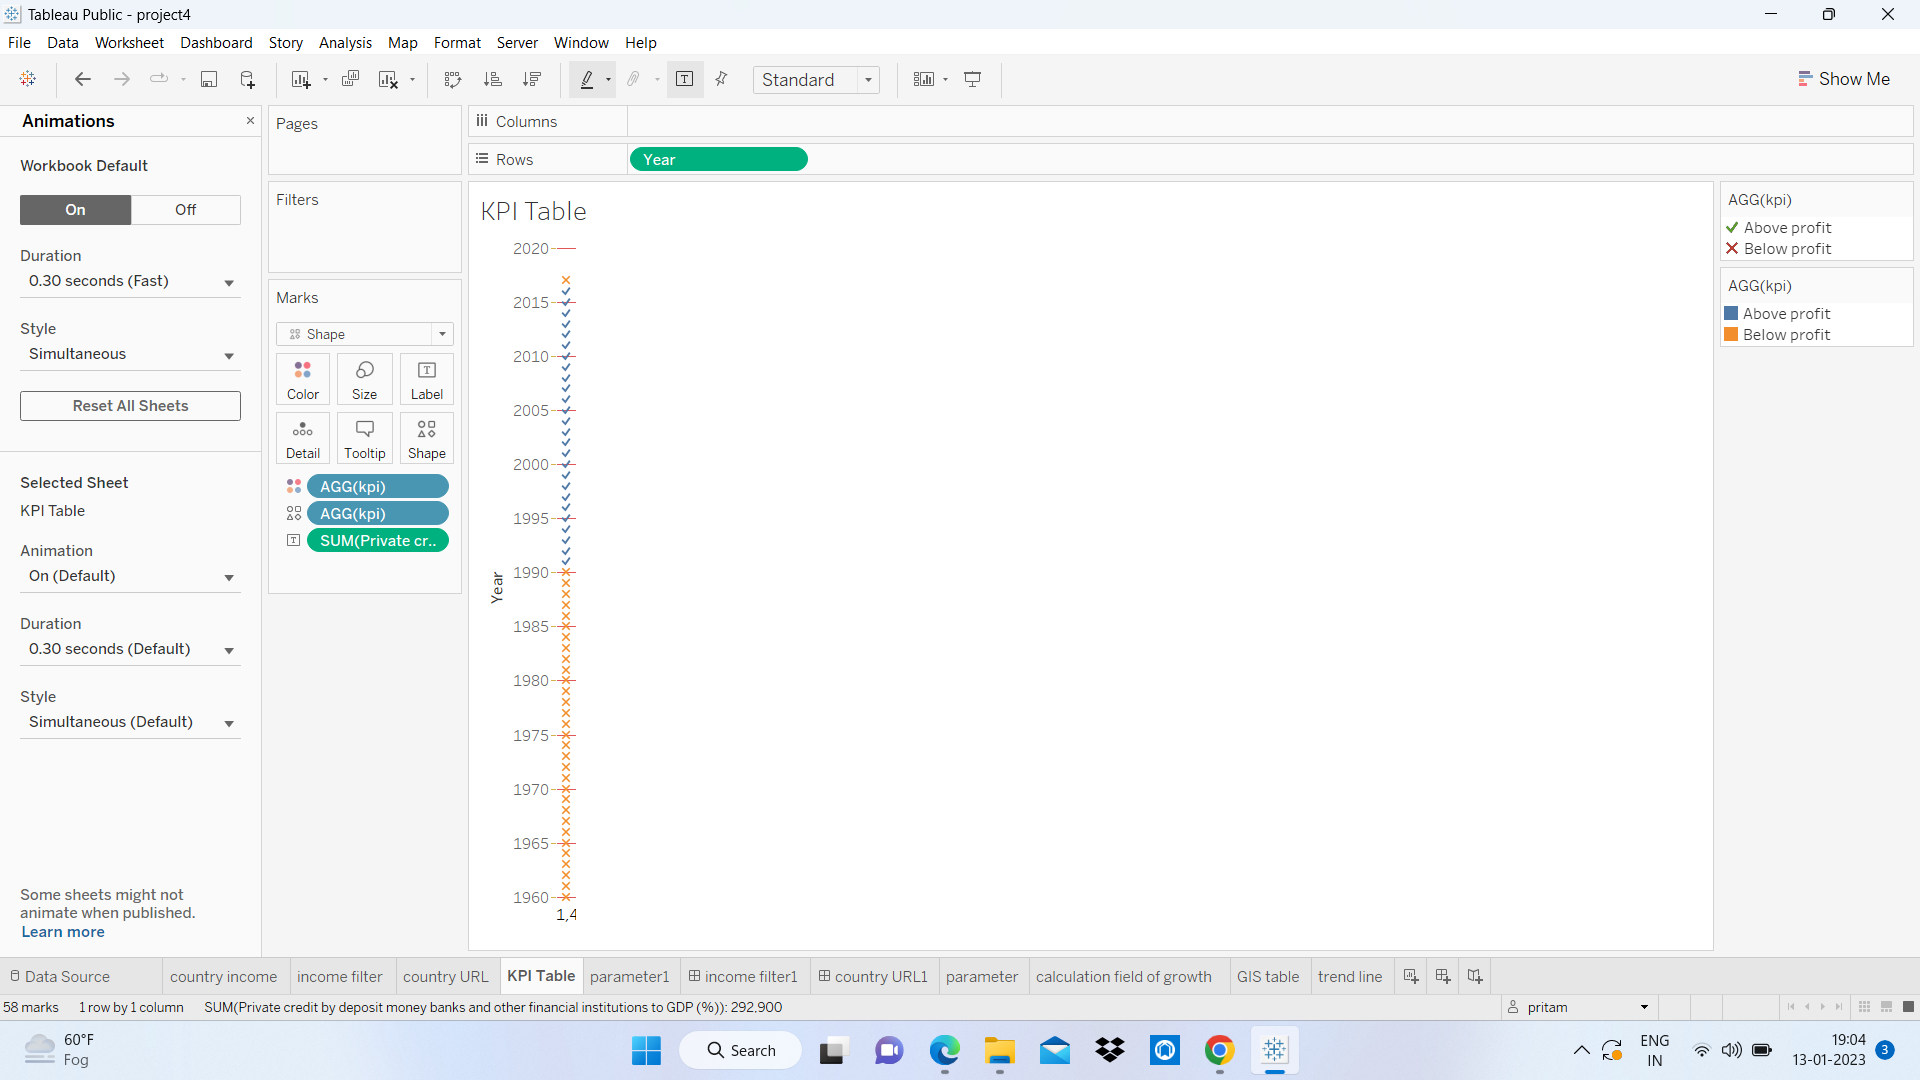 Tableau Public - project4
File Data Worksheet Dashboard Story Analysis Map Format Server Window Help
Standard
Show Me
Animations
Workbook Default
On Off
Duration
0.30 seconds (Fast)
Style
Simultaneous
Reset All Sheets
Selected Sheet
KPI Table
Animation
On (Default)
Duration
0.30 seconds (Default)
Style
Simultaneous (Default)
Some sheets might not
animate when published.
Learn more
Pages
Filters
Marks
Shape
Color Size Label
Detail Tooltip Shape
AGG(kpi)
AGG(kpi)
SUM(Private cr..
Columns
Rows Year
KPI Table
Year
2020
2015
2010
2005
2000
1995
1990
1985
1980
1975
1970
1965
1960
1,4
AGG(kpi)
Above profit
Below profit
AGG(kpi)
Above profit
Below profit
Data Source country income income filter country URL KPI Table parameter1 income filter1 country URL1 parameter calculation field of growth GIS table trend line
58 marks 1 row by 1 column SUM(Private credit by deposit money banks and other financial institutions to GDP (%)): 292,900 pritam
60°F
Fog
Search
ENG
IN
19:04
13-01-2023
3